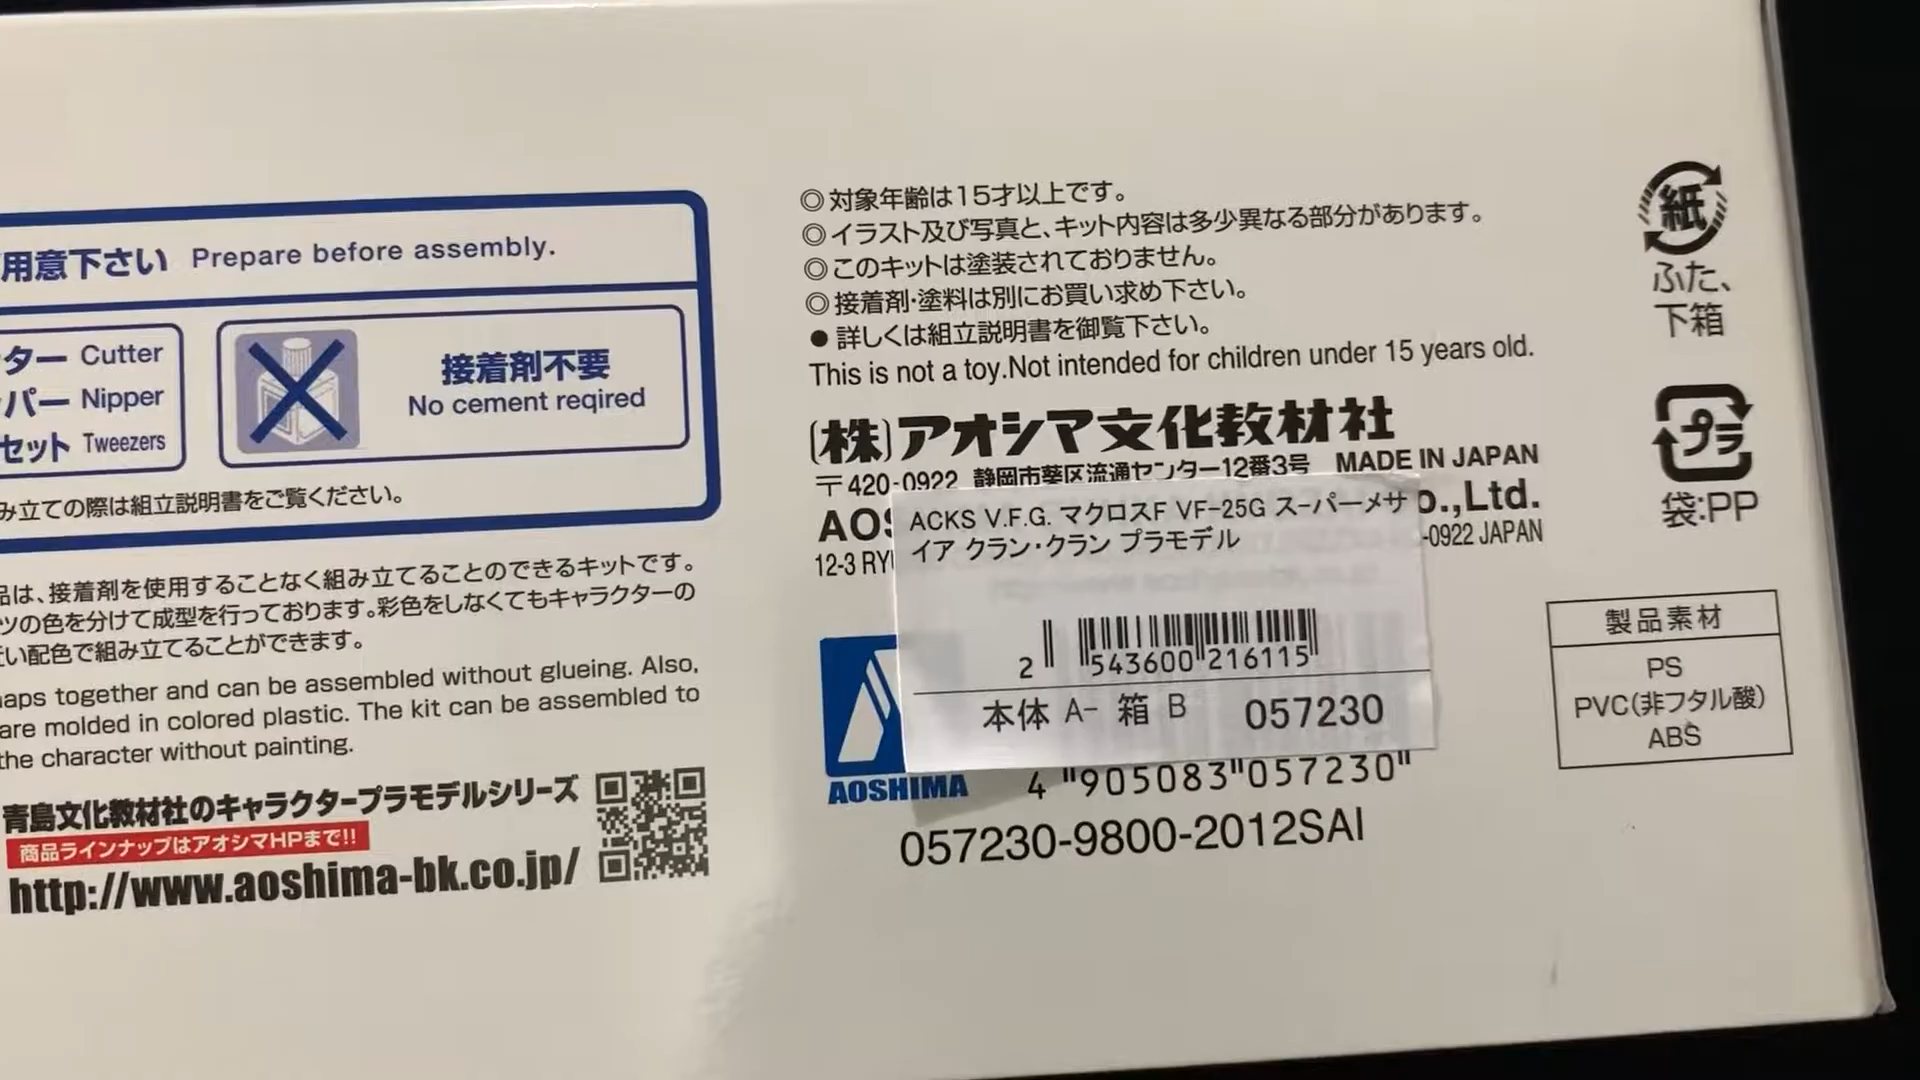 用意下さい Prepare before assembly.
ター Cutter
パー Nipper
セット Tweezers
接着剤不要
No cement reqired
み立ての際は組立説明書をご覧ください。
品は、接着剤を使用することなく組み立てることのできるキットです。
ツの色を分けて成型を行っております。彩色をしなくてもキャラクターの
い配色で組み立てることができます。
naps together and can be assembled without glueing. Also,
are molded in colored plastic. The kit can be assembled to
the character without painting.
青島文化教材社のキャラクタープラモデルシリーズ
商品ラインナップはアオシマHPまで!!
http://www.aoshima-bk.co.jp/
◎対象年齢は15才以上です。
◎イラスト及び写真と、キット内容は多少異なる部分があります。
◎このキットは塗装されておりません。
◎接着剤・塗料は別にお買い求め下さい。
●詳しくは組立説明書を御覧下さい。
This is not a toy.Not intended for children under 15 years old.
(株)アオシマ文化教材社
〒420-0922 静岡市葵区流通センター12番3号 MADE IN JAPAN
AOS o.,Ltd.
12-3 RY -0922 JAPAN
ACKS V.F.G. マクロスF VF-25G スーパーメサ
イア クラン・クラン プラモデル
2 543600 216115
本体 A- 箱 B 057230
AOSHIMA
4 "905083"057230"
057230-9800-2012SAI
紙
ふた、
下箱
プラ
袋:PP
製品素材
PS
PVC(非フタル酸)
ABS